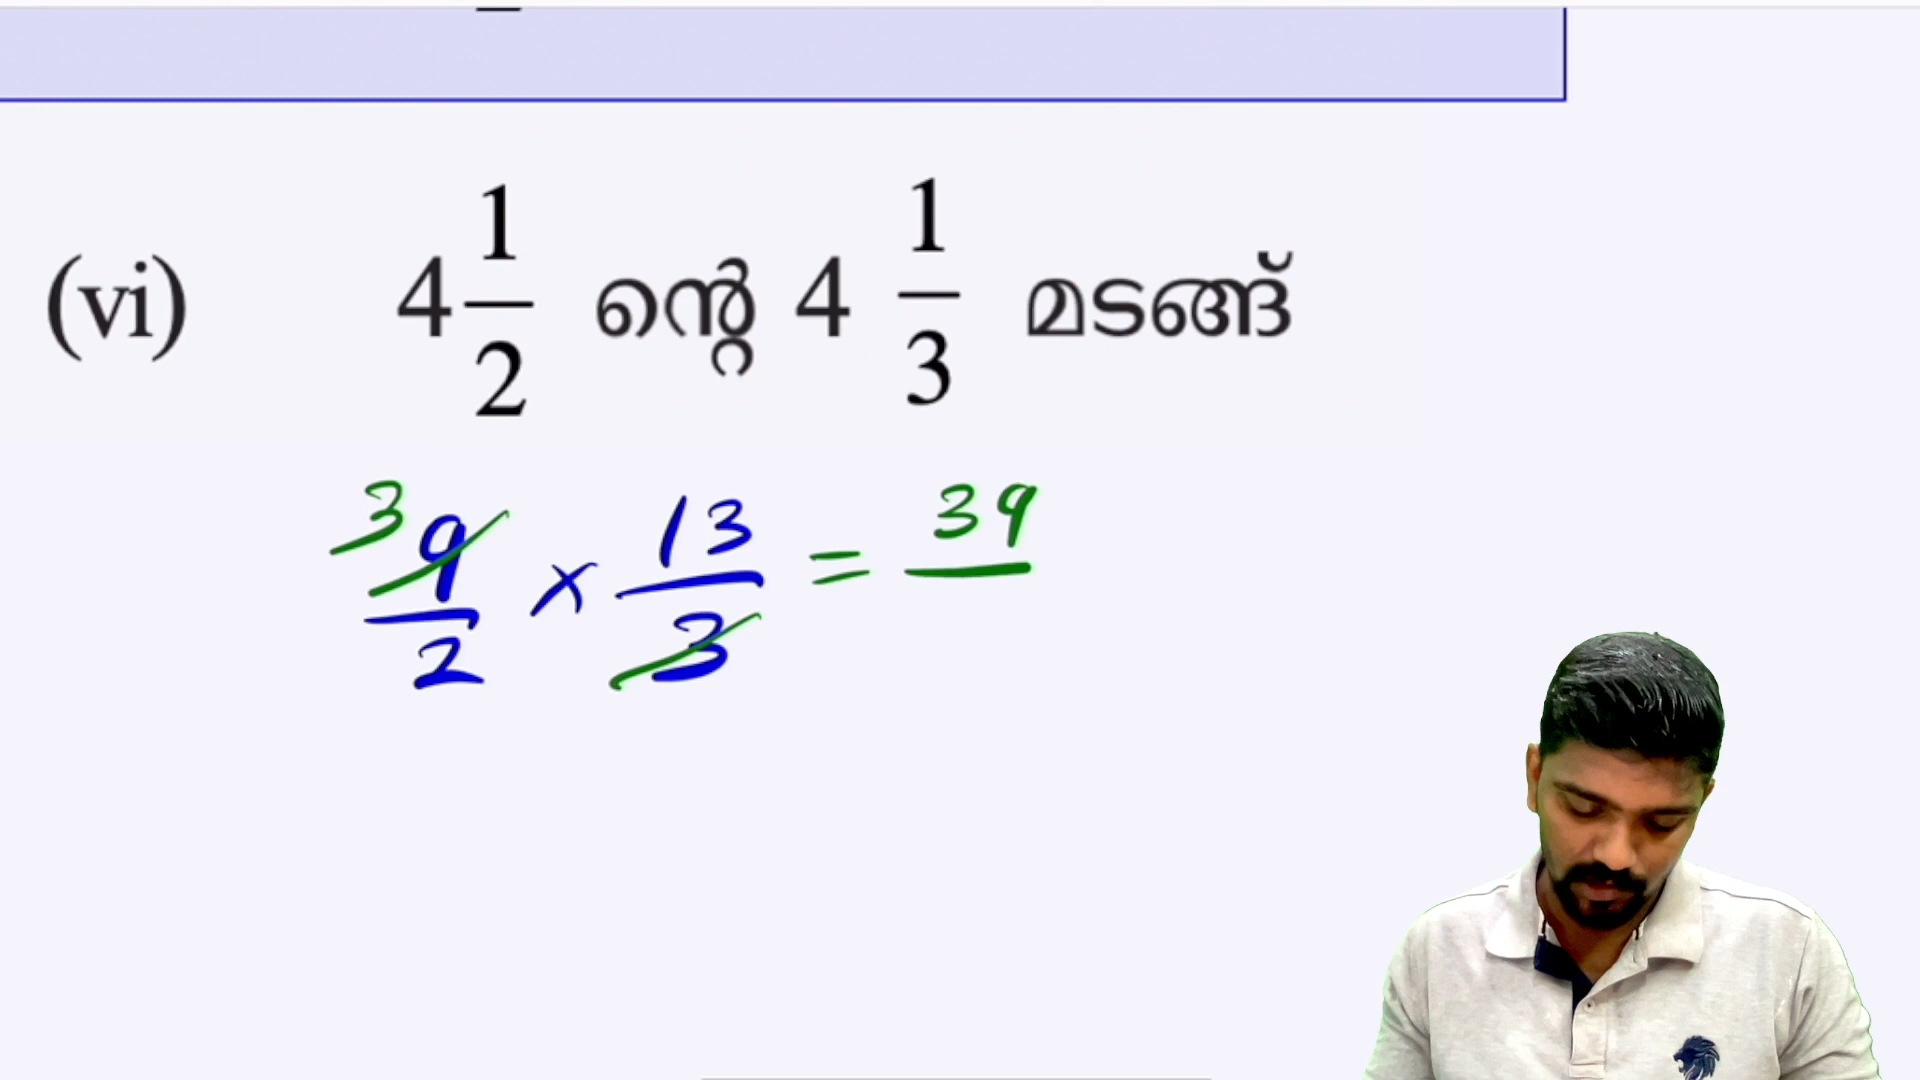 (vi) 4 1/2 ന്റെ 4 1/3 മടങ്ങ്
3 9/2 × 13/3 = 39